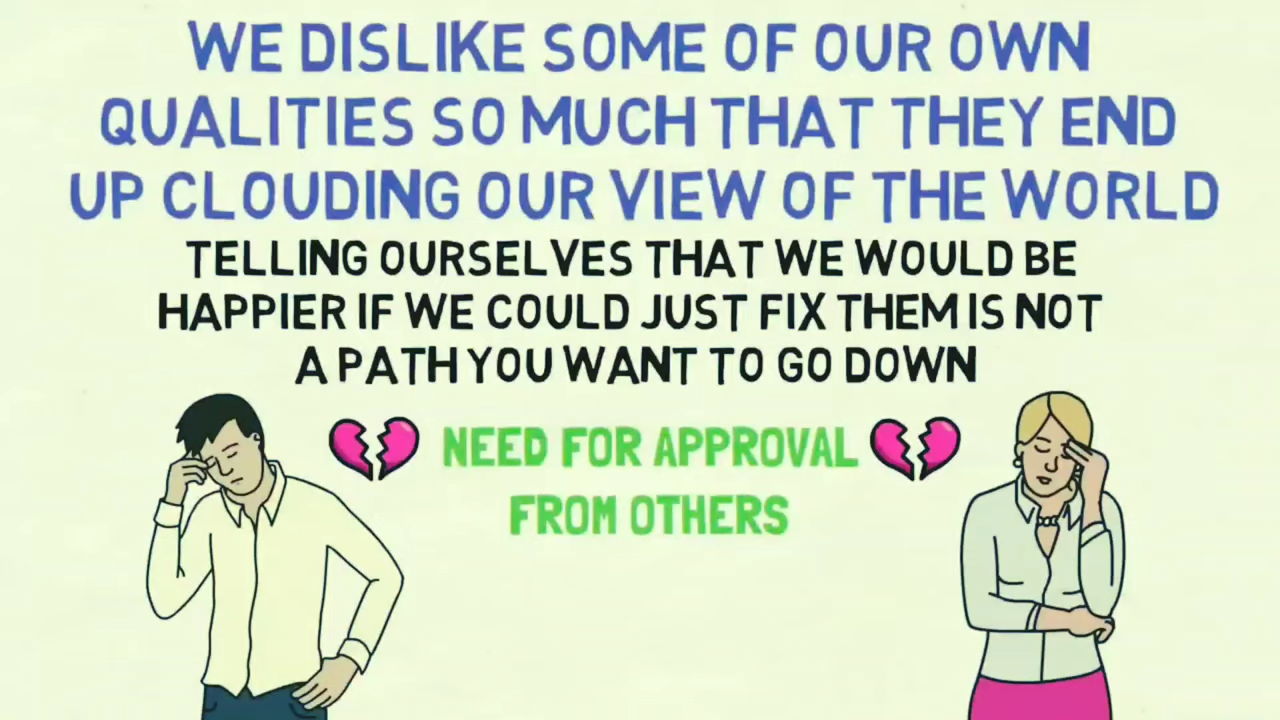 WE DISLIKE SOME OF OUR OWN
QUALITIES SO MUCH THAT THEY END
UP CLOUDING OUR VIEW OF THE WORLD
TELLING OURSELVES THAT WE WOULD BE
HAPPIER IF WE COULD JUST FIX THEM IS NOT
A PATH YOU WANT TO GO DOWN
NEED FOR APPROVAL
FROM OTHERS